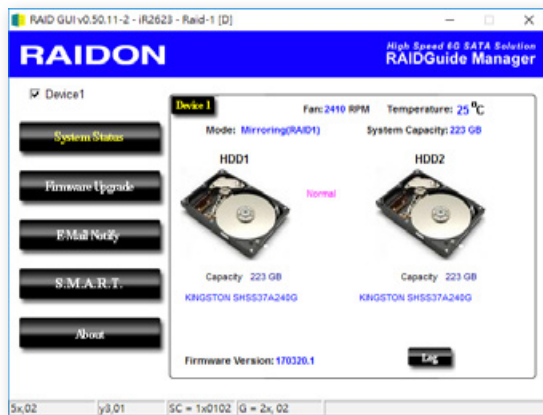 RAID GUI v0.50.11-2 - iR2623 - Raid-1 [D]
RAIDON
High Speed 6G SATA Solution
RAIDGuide Manager
Device1
System Status
Firmware Upgrade
E-Mail Notify
S.M.A.R.T.
About
Device 1
Fan: 2410 RPM Temperature: 25 °C
Mode: Mirroring(RAID1) System Capacity: 223 GB
HDD1 HDD2
Normal
Capacity 223 GB Capacity 223 GB
KINGSTON SHSS37A240G KINGSTON SHSS37A240G
Firmware Version: 170320.1 Log
5x,02 y3,01 SC = 1x0102 G = 2x, 02